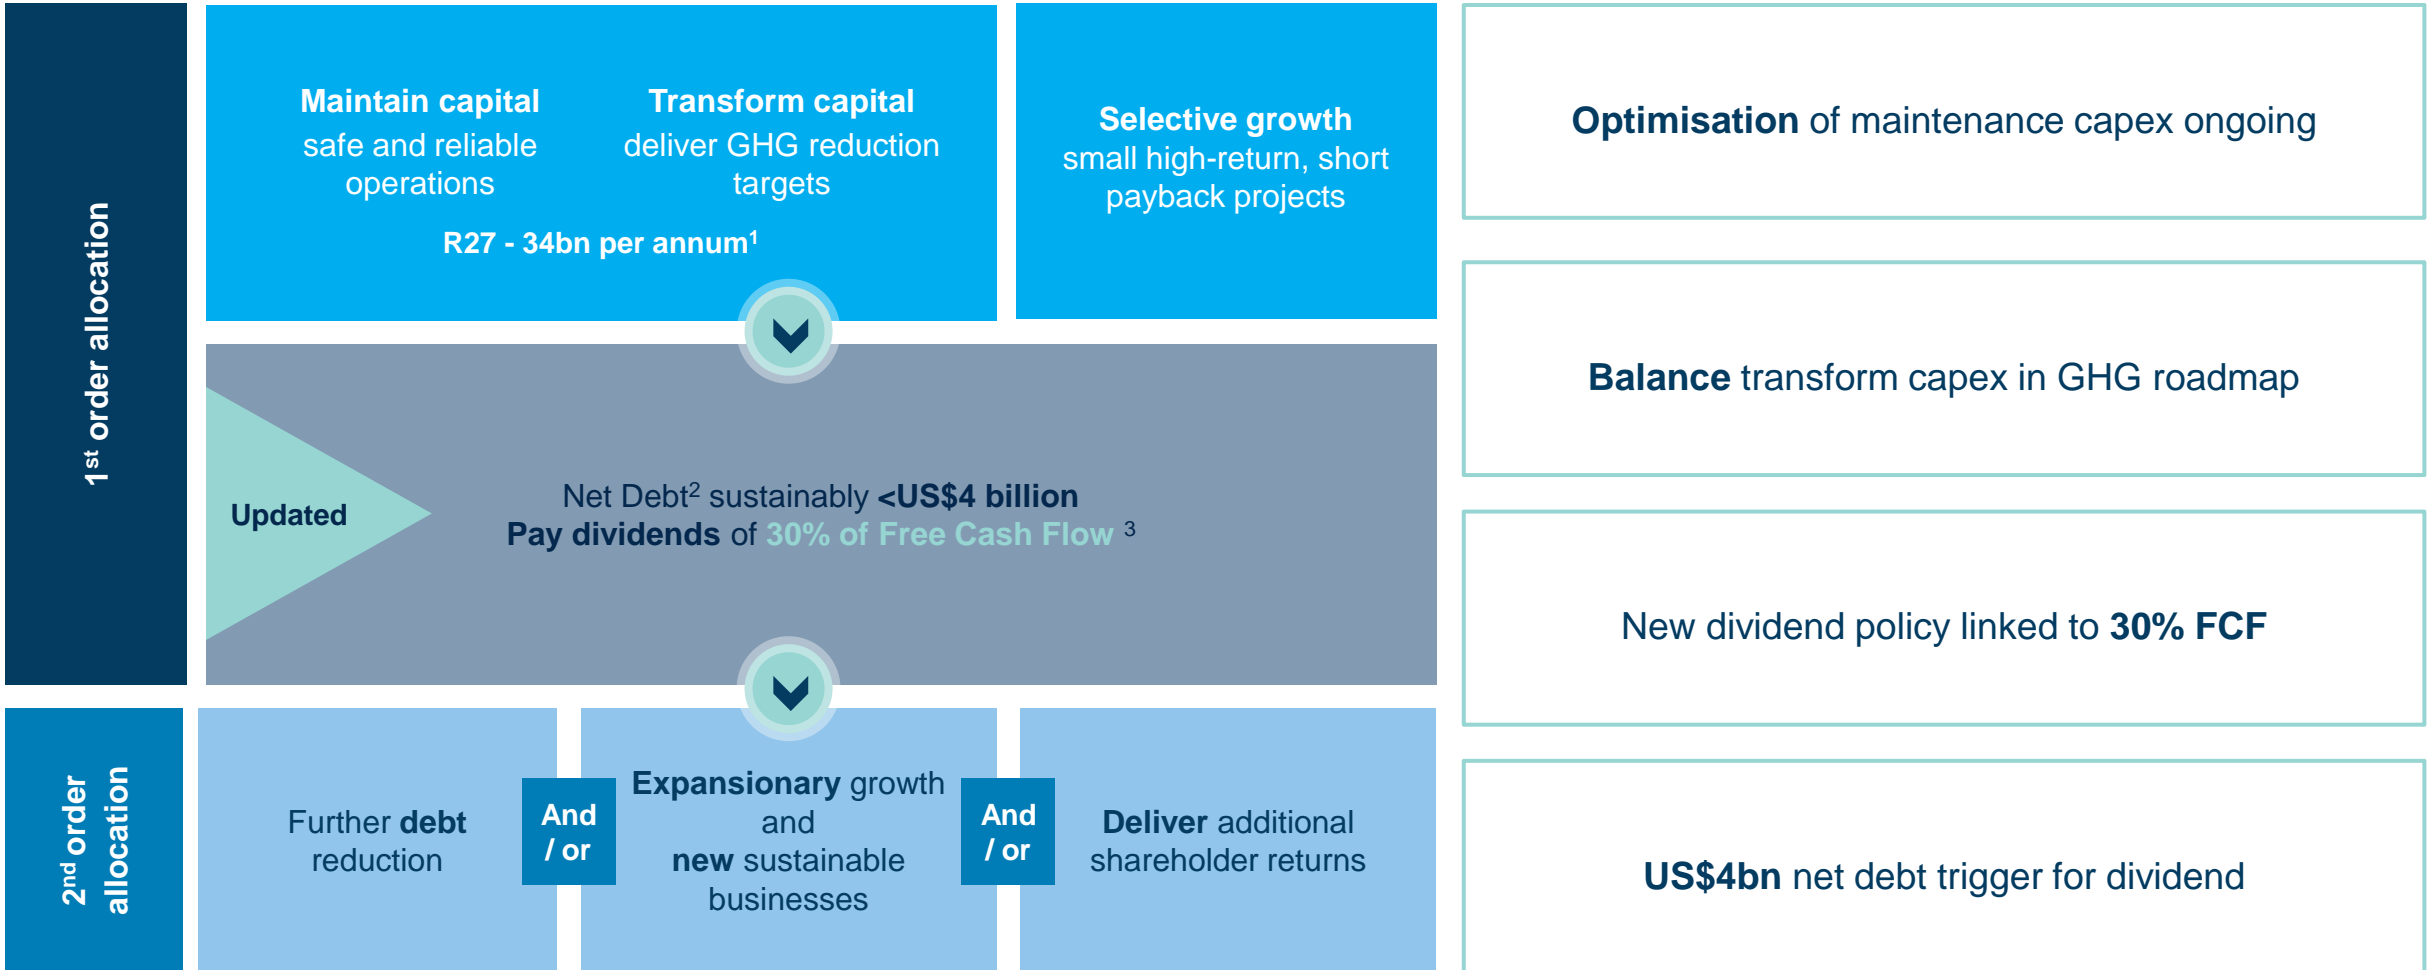 1st order allocation
Maintain capital
safe and reliable
operations
Transform capital
deliver GHG reduction
targets
R27 - 34bn per annum1
Selective growth
small high-return, short
payback projects
Updated
Net Debt2 sustainably <US$4 billion
Pay dividends of 30% of Free Cash Flow 3
2nd order
allocation
Further debt
reduction
And
/ or
Expansionary growth
and
new sustainable
businesses
And
/ or
Deliver additional
shareholder returns
Optimisation of maintenance capex ongoing
Balance transform capex in GHG roadmap
New dividend policy linked to 30% FCF
US$4bn net debt trigger for dividend